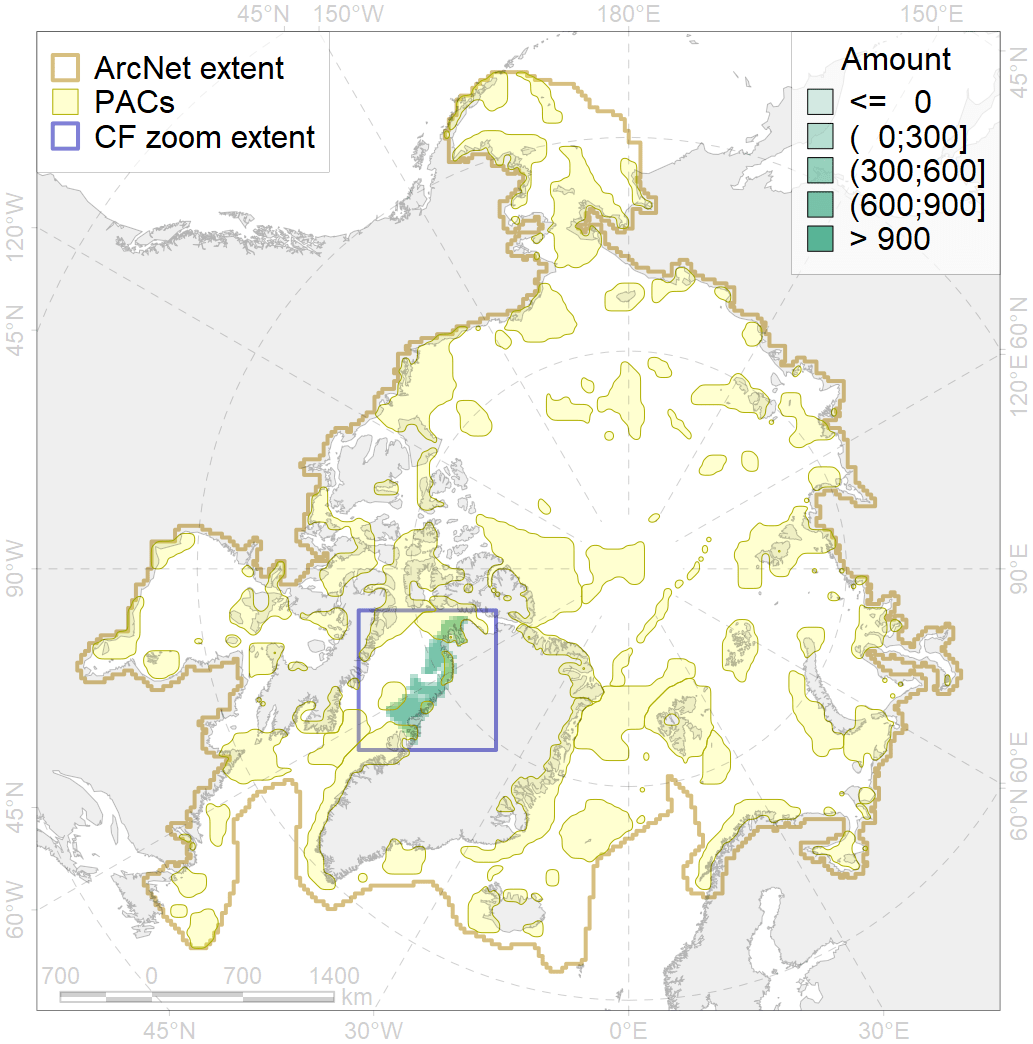 45°N 150°W 180°E 150°E
ArcNet extent
PACs
CF zoom extent
Amount
<= 0
( 0;300]
(300;600]
(600;900]
> 900
45°N
120°W
45°N
90°W
45°N
60°W
60°N
120°E
90°E
60°E
60°N
700 0 700 1400
km
45°N 30°W 0°E 30°E